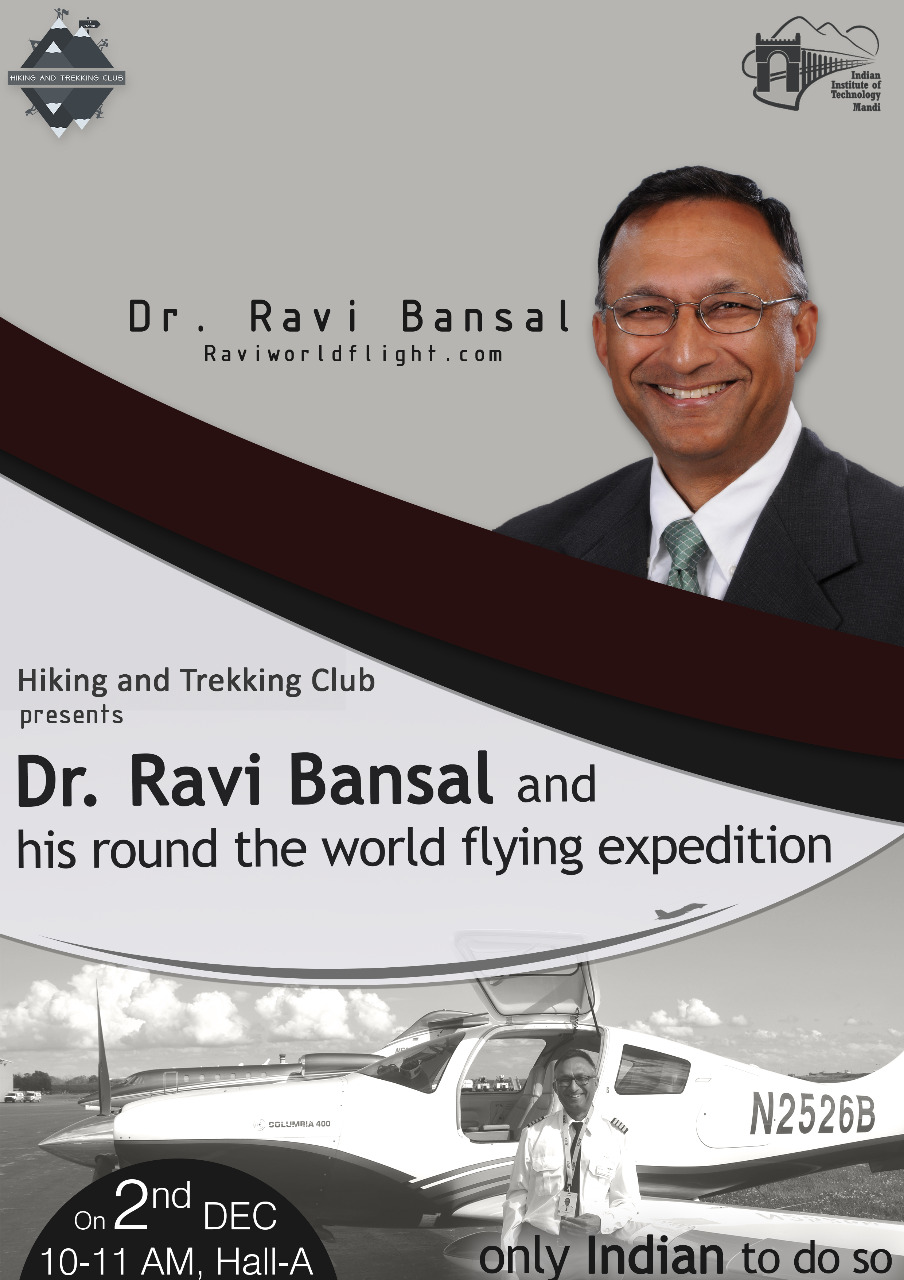 HIKING AND TREKKING CLUB
Indian
Institute of
Technology
Mandi
Dr. Ravi Bansal
Raviworldflight.com
Hiking and Trekking Club
presents
Dr. Ravi Bansal and
his round the world flying expedition
COLUMBIA 400
N2526B
On 2nd DEC
10-11 AM, Hall-A
only Indian to do so